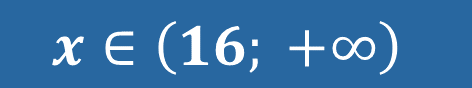 x ∈ (16; +∞)